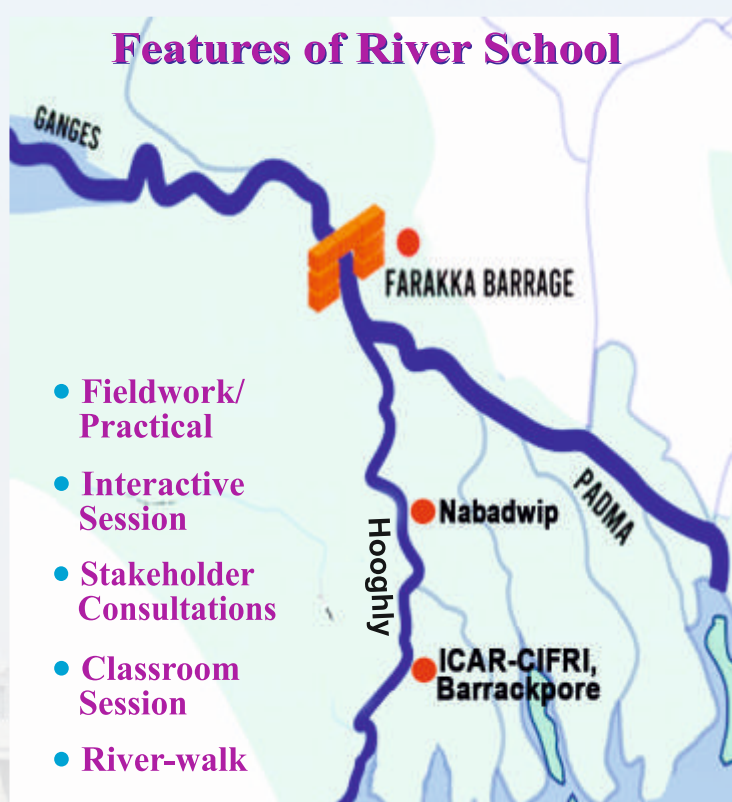 Features of River School
GANGES
FARAKKA BARRAGE
• Fieldwork/
Practical
• Interactive
Session
• Stakeholder
Consultations
• Classroom
Session
• River-walk
PADMA
Nabadwip
Hooghly
ICAR-CIFRI,
Barrackpore